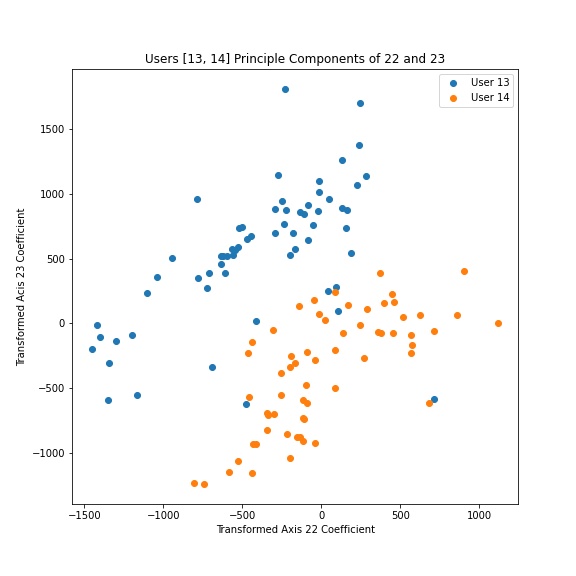 Users [13, 14] Principle Components of 22 and 23
User 13
User 14
Transformed Acis 23 Coefficient
1500
1000
500
0
−500
−1000
−1500
−1000
−500
0
500
1000
Transformed Axis 22 Coefficient